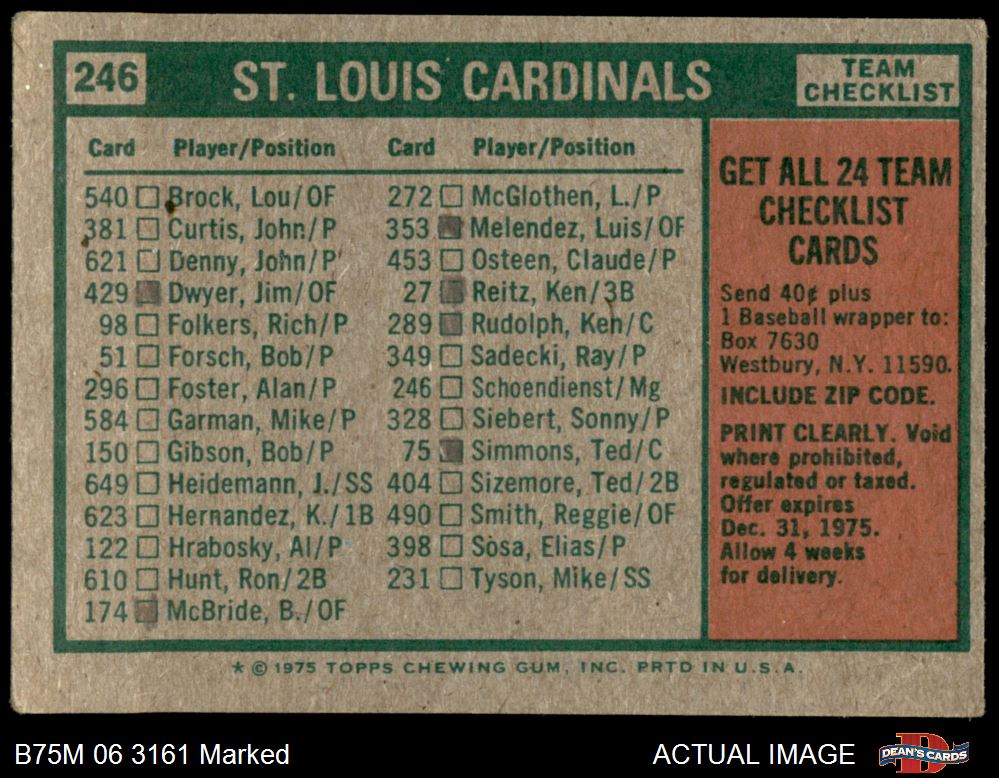 246 ST. LOUIS CARDINALS TEAM CHECKLIST
Card Player/Position
540 Brock, Lou/OF
381 Curtis, John/P
621 Denny, John/P
429 Dwyer, Jim/OF
98 Folkers, Rich/P
51 Forsch, Bob/P
296 Foster, Alan/P
584 Garman, Mike/P
150 Gibson, Bob/P
649 Heidemann, J./SS
623 Hernandez, K./1B
122 Hrabosky, Al/P
610 Hunt, Ron/2B
174 McBride, B./OF
Card Player/Position
272 McGlothen, L./P
353 Melendez, Luis/OF
453 Osteen, Claude/P
27 Reitz, Ken/3B
289 Rudolph, Ken/C
349 Sadecki, Ray/P
246 Schoendienst/Mg
328 Siebert, Sonny/P
75 Simmons, Ted/C
404 Sizemore, Ted/2B
490 Smith, Reggie/OF
398 Sosa, Elias/P
231 Tyson, Mike/SS
GET ALL 24 TEAM
CHECKLIST
CARDS
Send 40¢ plus
1 Baseball wrapper to:
Box 7630
Westbury, N.Y. 11590.
INCLUDE ZIP CODE.
PRINT CLEARLY. Void
where prohibited,
regulated or taxed.
Offer expires
Dec. 31, 1975.
Allow 4 weeks
for delivery.
* © 1975 TOPPS CHEWING GUM, INC. PRTD IN U.S.A.
B75M 06 3161 Marked
ACTUAL IMAGE
DEAN'S CARDS